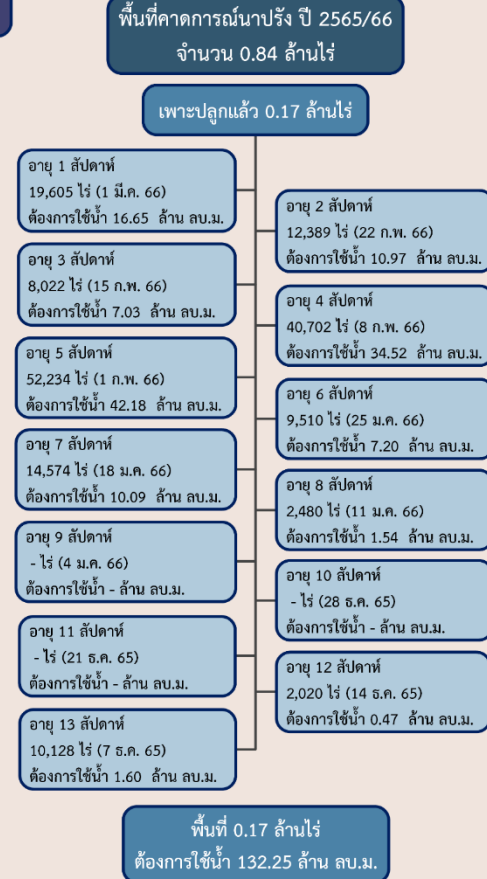 พื้นที่คาดการณ์นาปรัง ปี 2565/66
จำนวน 0.84 ล้านไร่
เพาะปลูกแล้ว 0.17 ล้านไร่
อายุ 1 สัปดาห์
19,605 ไร่ (1 มี.ค. 66)
ต้องการใช้น้ำ 16.65 ล้าน ลบ.ม.
อายุ 2 สัปดาห์
12,389 ไร่ (22 ก.พ. 66)
ต้องการใช้น้ำ 10.97 ล้าน ลบ.ม.
อายุ 3 สัปดาห์
8,022 ไร่ (15 ก.พ. 66)
ต้องการใช้น้ำ 7.03 ล้าน ลบ.ม.
อายุ 4 สัปดาห์
40,702 ไร่ (8 ก.พ. 66)
ต้องการใช้น้ำ 34.52 ล้าน ลบ.ม.
อายุ 5 สัปดาห์
52,234 ไร่ (1 ก.พ. 66)
ต้องการใช้น้ำ 42.18 ล้าน ลบ.ม.
อายุ 6 สัปดาห์
9,510 ไร่ (25 ม.ค. 66)
ต้องการใช้น้ำ 7.20 ล้าน ลบ.ม.
อายุ 7 สัปดาห์
14,574 ไร่ (18 ม.ค. 66)
ต้องการใช้น้ำ 10.09 ล้าน ลบ.ม.
อายุ 8 สัปดาห์
2,480 ไร่ (11 ม.ค. 66)
ต้องการใช้น้ำ 1.54 ล้าน ลบ.ม.
อายุ 9 สัปดาห์
- ไร่ (4 ม.ค. 66)
ต้องการใช้น้ำ - ล้าน ลบ.ม.
อายุ 10 สัปดาห์
- ไร่ (28 ธ.ค. 65)
ต้องการใช้น้ำ - ล้าน ลบ.ม.
อายุ 11 สัปดาห์
- ไร่ (21 ธ.ค. 65)
ต้องการใช้น้ำ - ล้าน ลบ.ม.
อายุ 12 สัปดาห์
2,020 ไร่ (14 ธ.ค. 65)
ต้องการใช้น้ำ 0.47 ล้าน ลบ.ม.
อายุ 13 สัปดาห์
10,128 ไร่ (7 ธ.ค. 65)
ต้องการใช้น้ำ 1.60 ล้าน ลบ.ม.
พื้นที่ 0.17 ล้านไร่
ต้องการใช้น้ำ 132.25 ล้าน ลบ.ม.